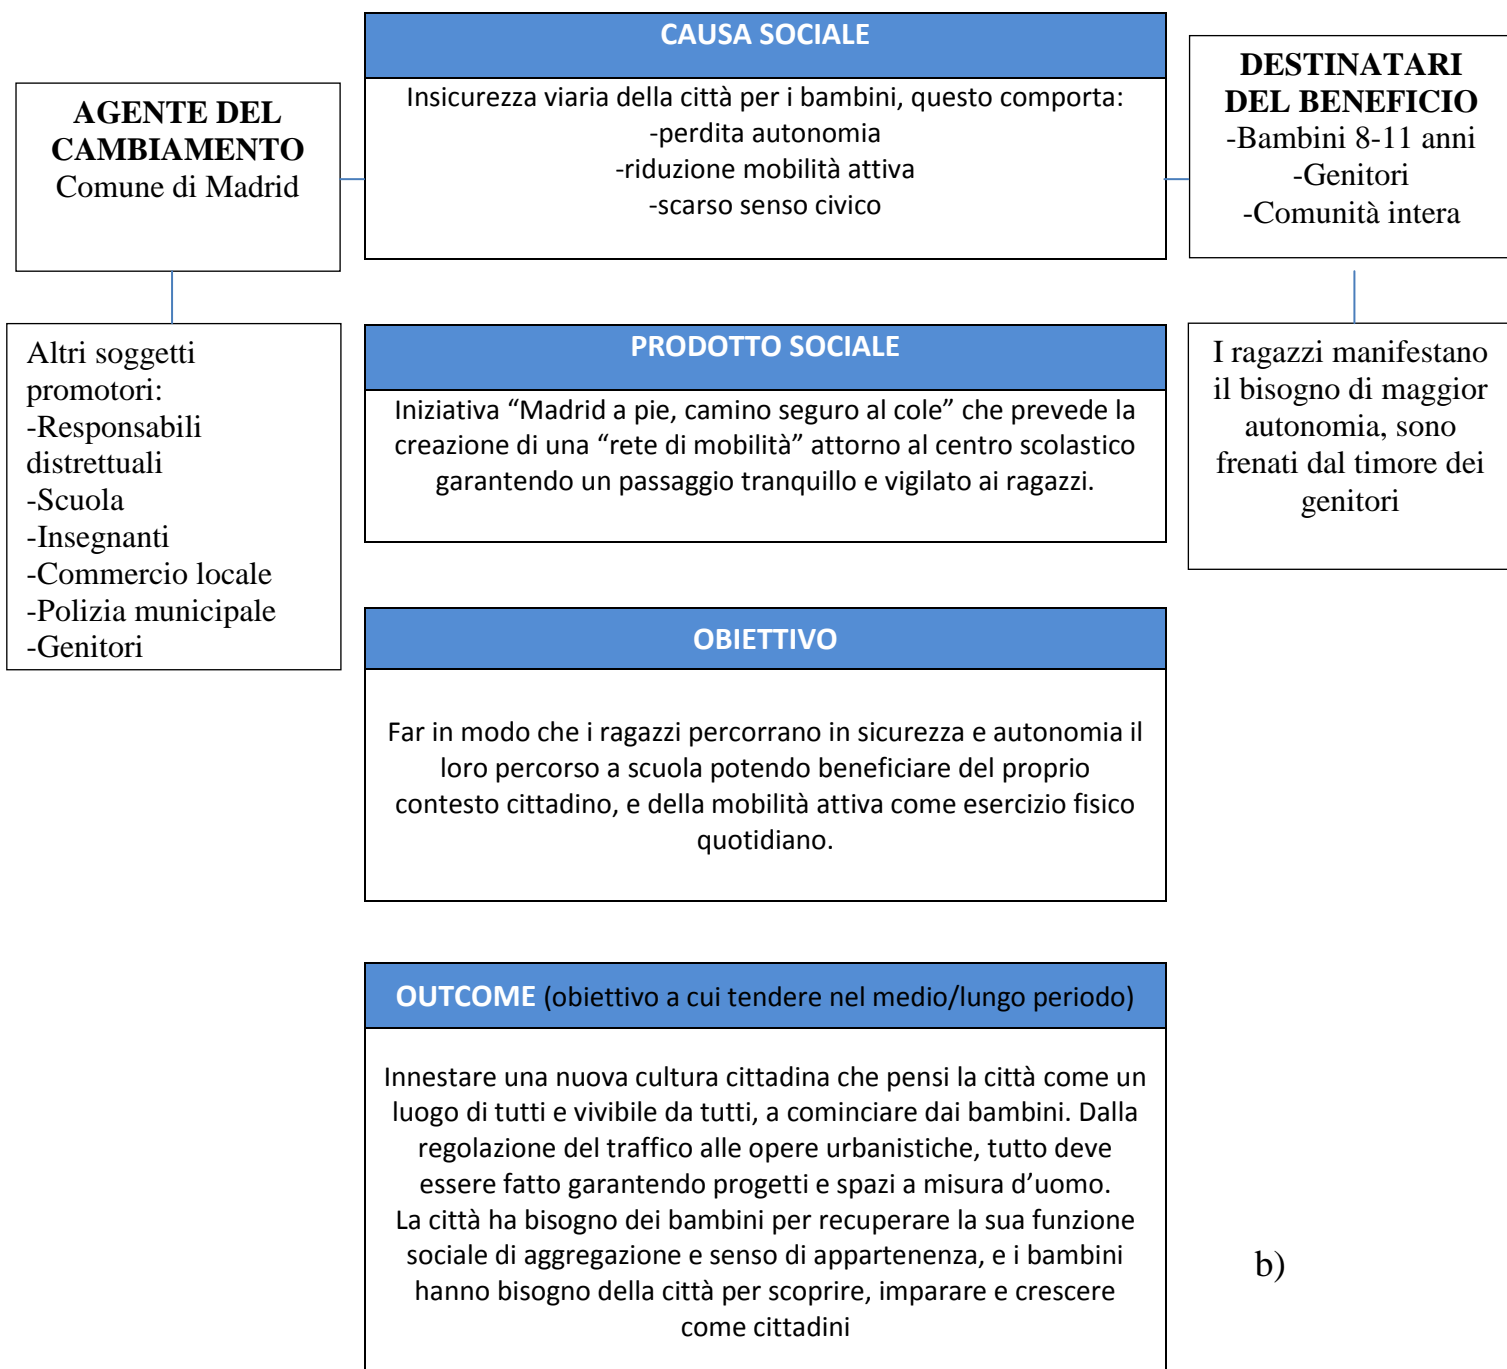 CAUSA SOCIALE
Insicurezza viaria della città per i bambini, questo comporta:
-perdita autonomia
-riduzione mobilità attiva
-scarso senso civico
AGENTE DEL
CAMBIAMENTO
Comune di Madrid
DESTINATARI
DEL BENEFICIO
-Bambini 8-11 anni
-Genitori
-Comunità intera
Altri soggetti
promotori:
-Responsabili
distrettuali
-Scuola
-Insegnanti
-Commercio locale
-Polizia municipale
-Genitori
PRODOTTO SOCIALE
Iniziativa “Madrid a pie, camino seguro al cole” che prevede la
creazione di una “rete di mobilità” attorno al centro scolastico
garantendo un passaggio tranquillo e vigilato ai ragazzi.
I ragazzi manifestano
il bisogno di maggior
autonomia, sono
frenati dal timore dei
genitori
OBIETTIVO
Far in modo che i ragazzi percorrano in sicurezza e autonomia il
loro percorso a scuola potendo beneficiare del proprio
contesto cittadino, e della mobilità attiva come esercizio fisico
quotidiano.
OUTCOME (obiettivo a cui tendere nel medio/lungo periodo)
Innestare una nuova cultura cittadina che pensi la città come un
luogo di tutti e vivibile da tutti, a cominciare dai bambini. Dalla
regolazione del traffico alle opere urbanistiche, tutto deve
essere fatto garantendo progetti e spazi a misura d’uomo.
La città ha bisogno dei bambini per recuperare la sua funzione
sociale di aggregazione e senso di appartenenza, e i bambini
hanno bisogno della città per scoprire, imparare e crescere
come cittadini
b)